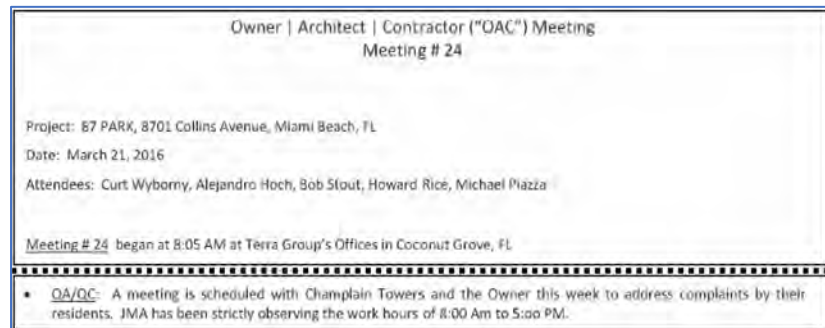 Owner | Architect | Contractor ("OAC") Meeting
Meeting # 24
Project: 87 PARK, 8701 Collins Avenue, Miami Beach, FL
Date: March 21, 2016
Attendees: Curt Wyborny, Alejandro Hoch, Bob Stout, Howard Rice, Michael Piazza
Meeting # 24 began at 8:05 AM at Terra Group's Offices in Coconut Grove, FL
• QA/QC: A meeting is scheduled with Champlain Towers and the Owner this week to address complaints by their
residents. JMA has been strictly observing the work hours of 8:00 Am to 5:oo PM.